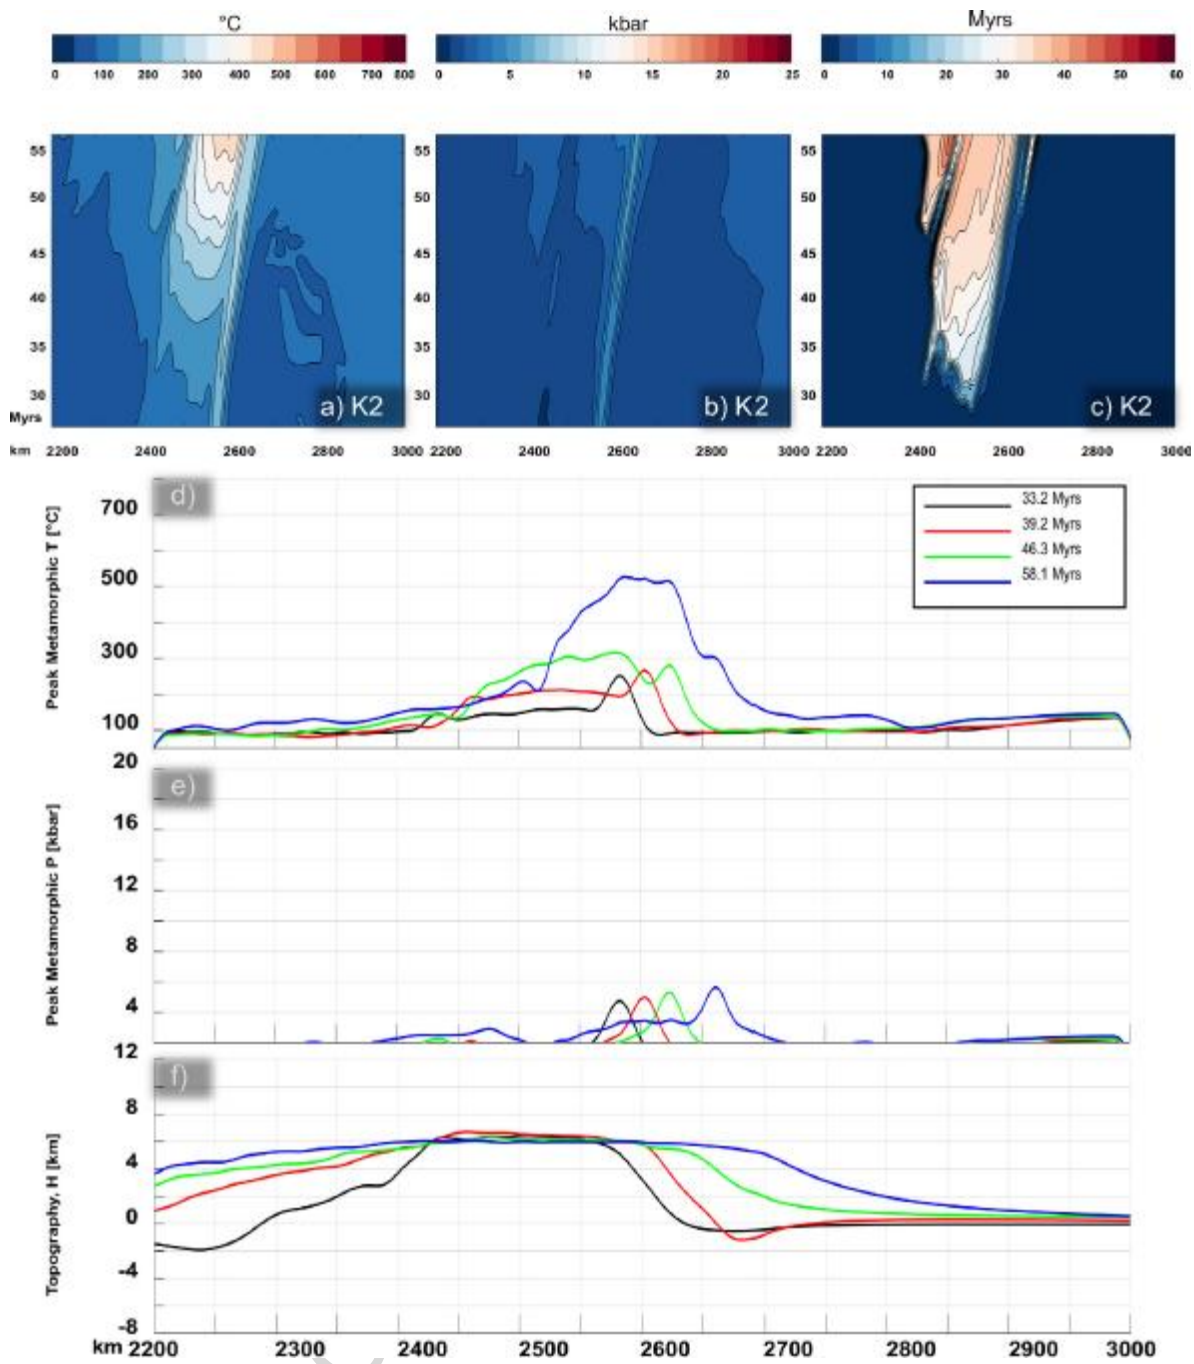 °C kbar Myrs
0 100 200 300 400 500 600 700 800 0 5 10 15 20 25 0 10 20 30 40 50 60
55 55 55
50 50 50
45 45 45
40 40 40
35 35 35
30 30 30
a) K2 b) K2 c) K2
Myrs
km 2200 2400 2600 2800 3000 2200 2400 2600 2800 3000 2200 2400 2600 2800 3000
d)
Peak Metamorphic T [°C]
700
500
300
100
33.2 Myrs
39.2 Myrs
46.3 Myrs
58.1 Myrs
e)
Peak Metamorphic P [kbar]
20
16
12
8
4
f)
Topography, H [km]
12
8
4
0
-4
-8
km 2200 2300 2400 2500 2600 2700 2800 2900 3000